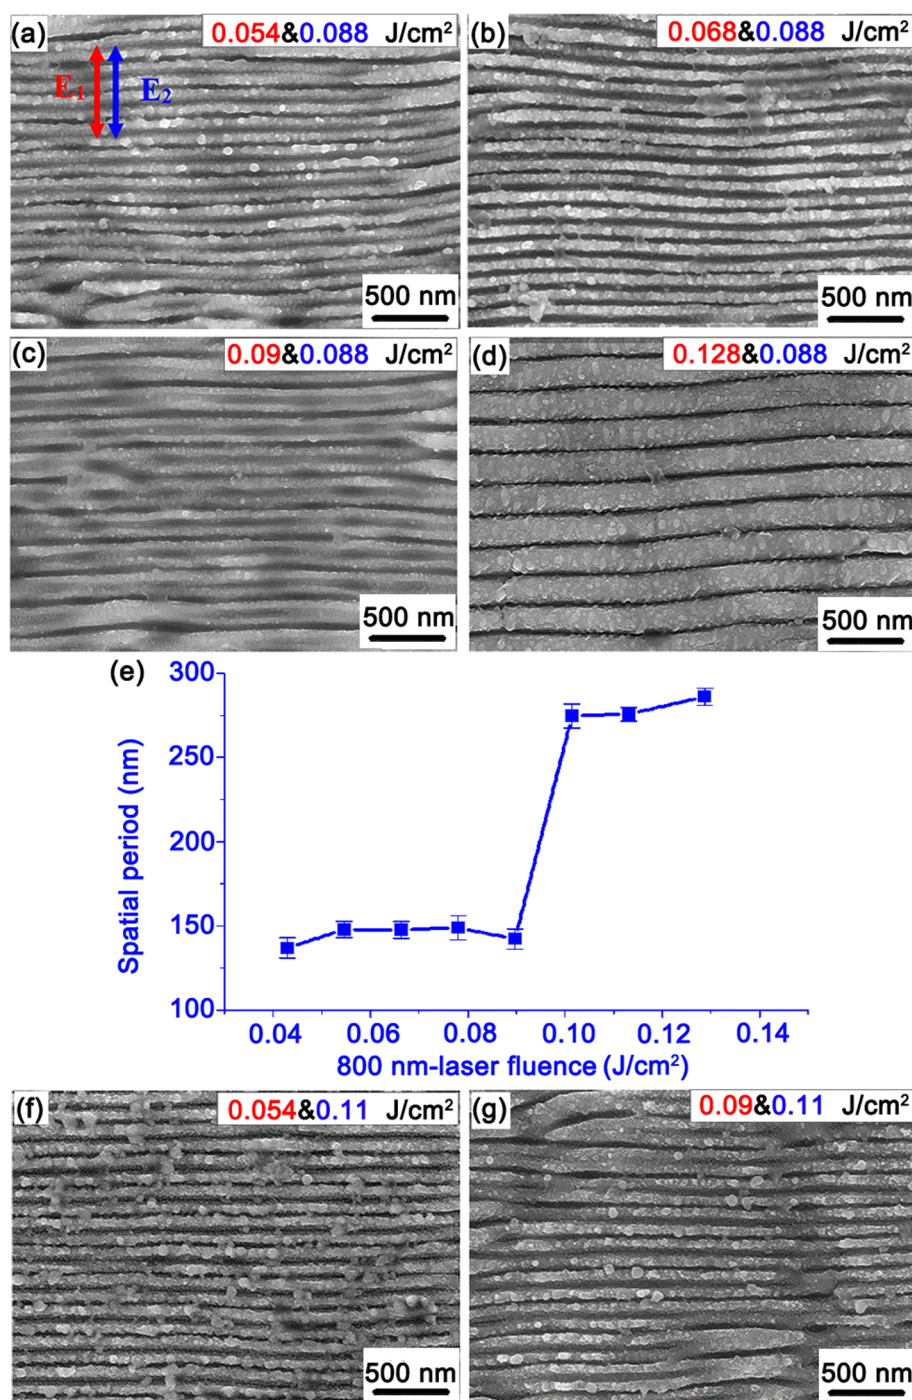 (a) 0.054&0.088 J/cm²
E₁ E₂
500 nm
(b) 0.068&0.088 J/cm²
500 nm
(c) 0.09&0.088 J/cm²
500 nm
(d) 0.128&0.088 J/cm²
500 nm
(e)
300
250
200
150
100
Spatial period (nm)
0.04 0.06 0.08 0.10 0.12 0.14
800 nm-laser fluence (J/cm²)
(f) 0.054&0.11 J/cm²
500 nm
(g) 0.09&0.11 J/cm²
500 nm